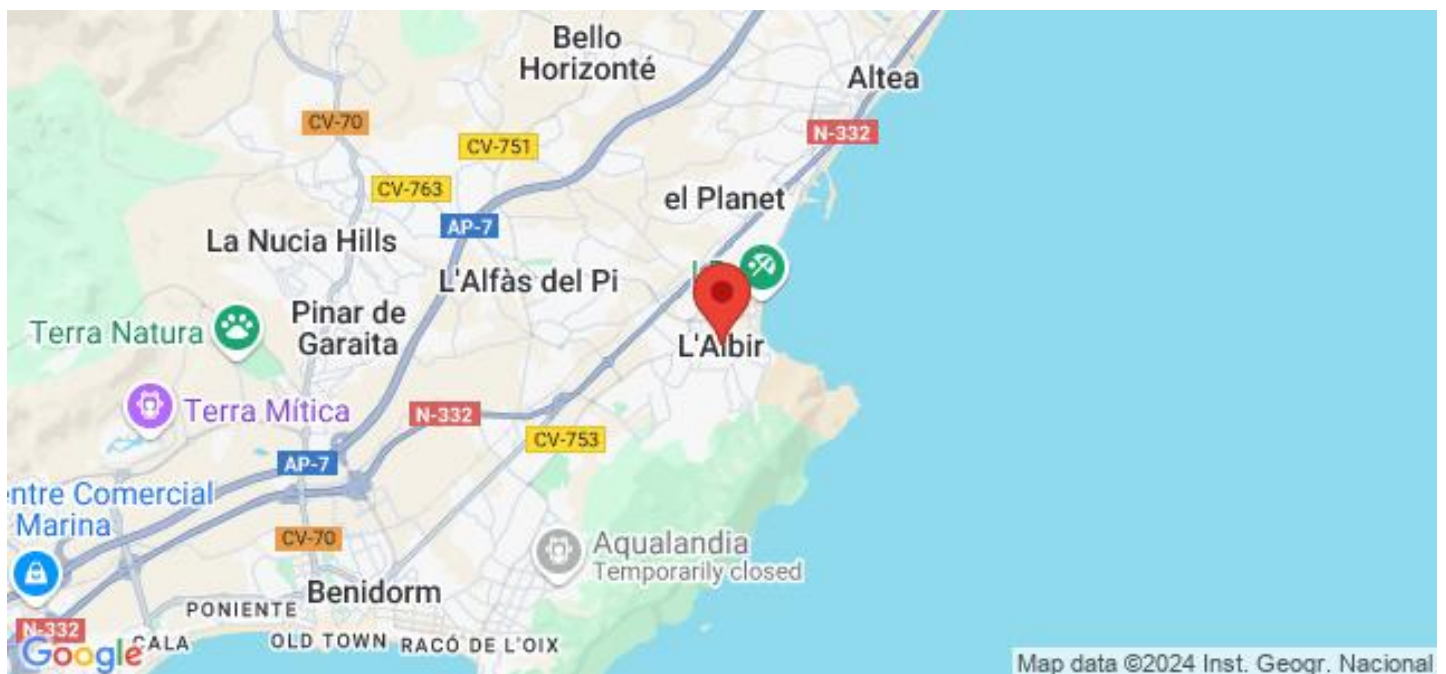 Bello
Horizonté
Altea
CV-70
N-332
CV-751
CV-763
el Planet
AP-7
La Nucia Hills
L'Alfàs del Pi
Pinar de
Garaita
Terra Natura
L'Albir
Terra Mítica
N-332
CV-753
AP-7
entre Comercial
Marina
CV-70
Aqualandia
Temporarily closed
Benidorm
PONIENTE
N-332
CALA
OLD TOWN
RACÓ DE L'OIX
Google
Map data ©2024 Inst. Geogr. Nacional